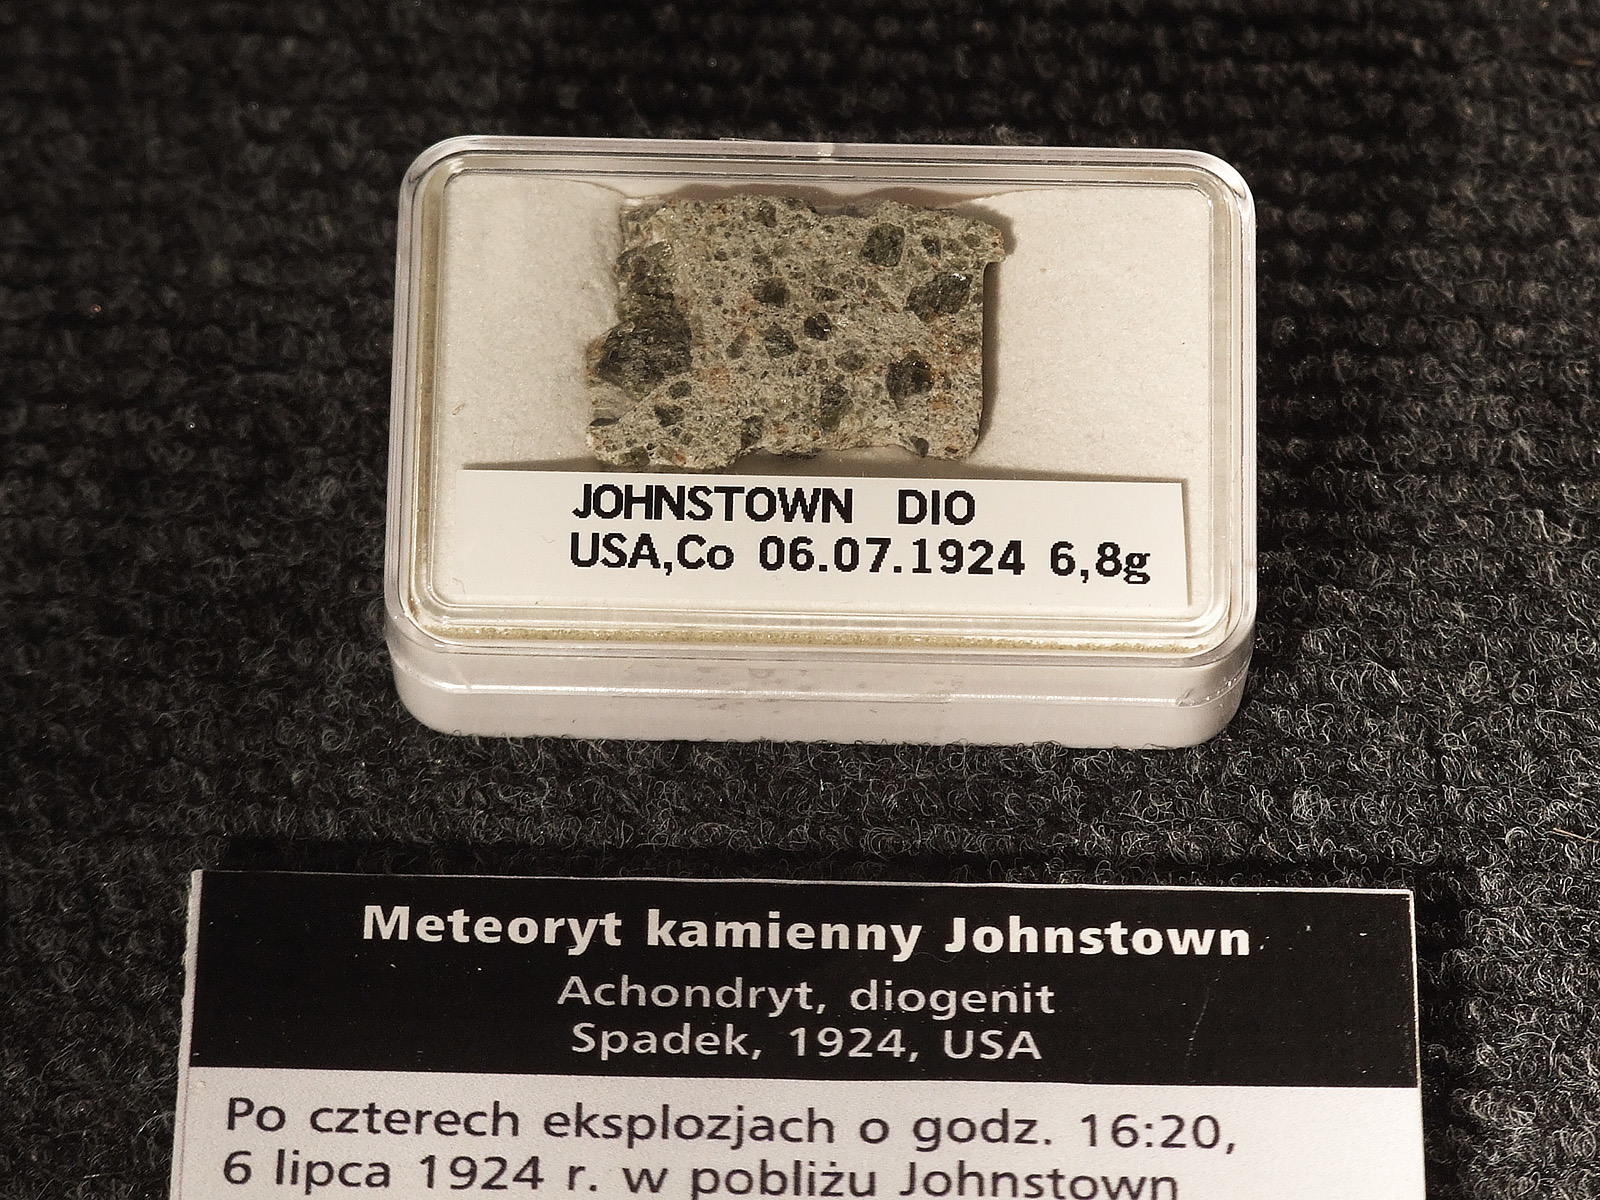 JOHNSTOWN DIO
USA,Co 06.07.1924 6,8g
Meteoryt kamienny Johnstown
Achondryt, diogenit
Spadek, 1924, USA
Po czterech eksplozjach o godz. 16:20,
6 lipca 1924 r. w pobliżu Johnstown